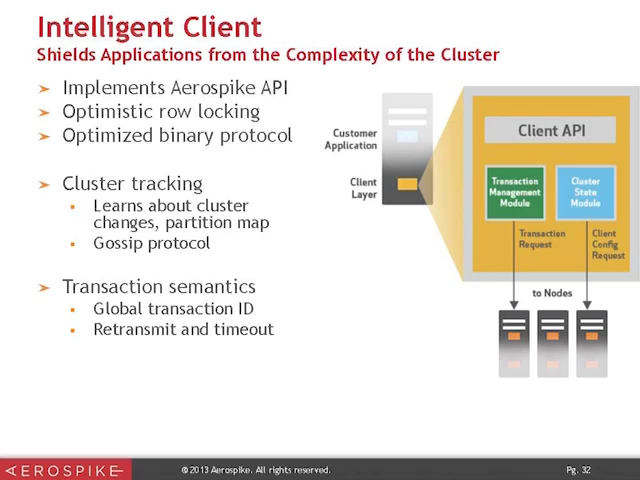 Intelligent Client
Shields Applications from the Complexity of the Cluster
➤ Implements Aerospike API
➤ Optimistic row locking
➤ Optimized binary protocol
➤ Cluster tracking
▪ Learns about cluster
changes, partition map
▪ Gossip protocol
➤ Transaction semantics
▪ Global transaction ID
▪ Retransmit and timeout
Customer
Application
Client
Layer
Client API
Transaction
Management
Module
Cluster
State
Module
Transaction
Request
Client
Config
Request
to Nodes
AEROSPIKE
© 2013 Aerospike. All rights reserved.
Pg. 32